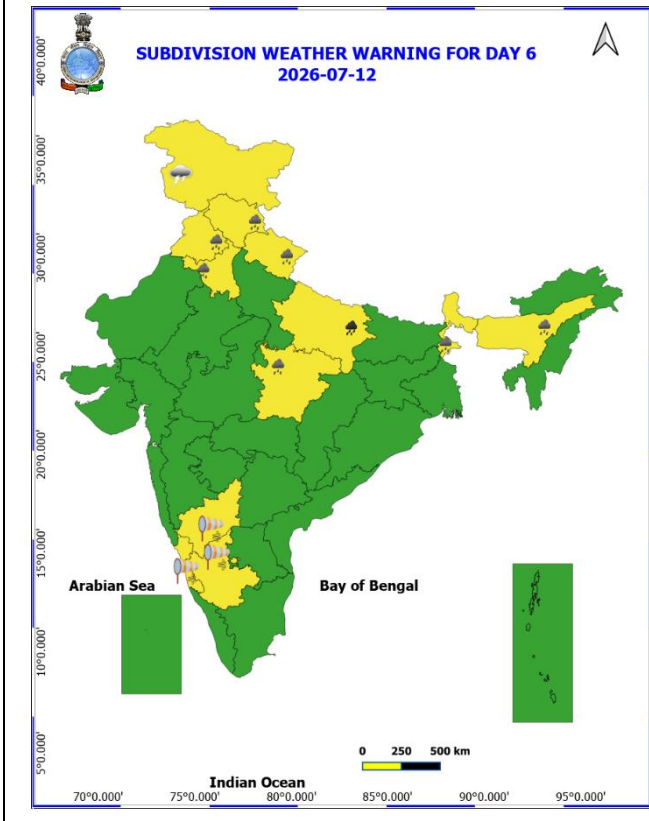 SUBDIVISION WEATHER WARNING FOR DAY 6
2026-07-12
40°0.000'
35°0.000'
30°0.000'
25°0.000'
20°0.000'
15°0.000'
10°0.000'
5°0.000'
Arabian Sea
Bay of Bengal
0 250 500 km
Indian Ocean
70°0.000' 75°0.000' 80°0.000' 85°0.000' 90°0.000' 95°0.000'